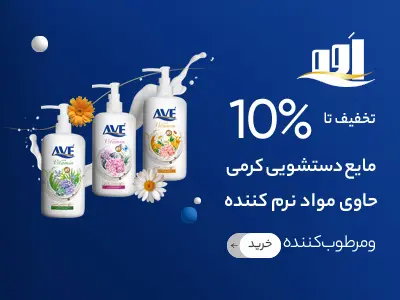 اوه
تخفیف تا 10%
مایع دستشویی کرمی
حاوی مواد نرم کننده
ومرطوب‌کننده
خرید
AVE
AVE
AVE